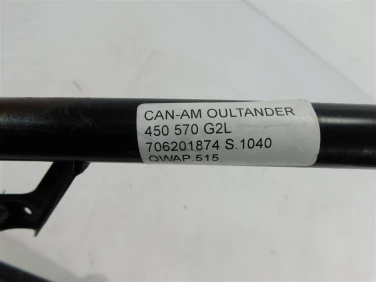 CAN-AM OULTANDER
450 570 G2L
706201874 S.1040
QWAP.515